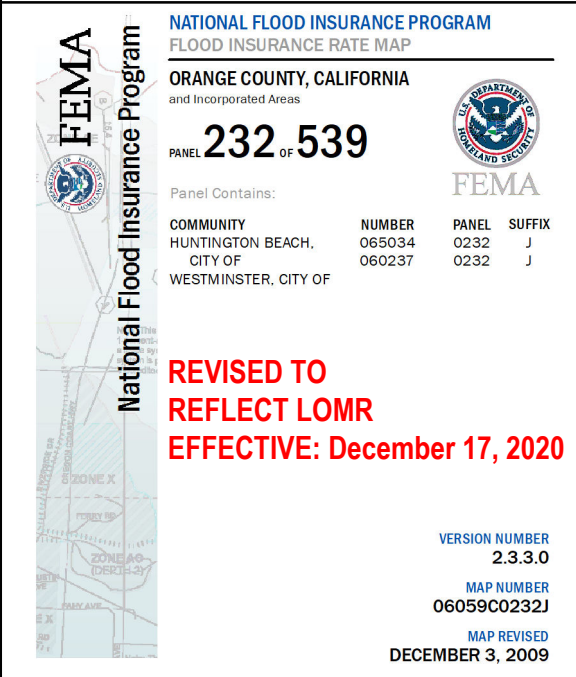 NATIONAL FLOOD INSURANCE PROGRAM
FLOOD INSURANCE RATE MAP
FEMA
National Flood Insurance Program
ORANGE COUNTY, CALIFORNIA
and Incorporated Areas
PANEL 232 OF 539
U.S. DEPARTMENT OF HOMELAND SECURITY
FEMA
Panel Contains:
COMMUNITY NUMBER PANEL SUFFIX
HUNTINGTON BEACH, 065034 0232 J
CITY OF 060237 0232 J
WESTMINSTER, CITY OF
REVISED TO
REFLECT LOMR
EFFECTIVE: December 17, 2020
ZONE X
ZONE AO
VERSION NUMBER
2.3.3.0
MAP NUMBER
06059C0232J
MAP REVISED
DECEMBER 3, 2009